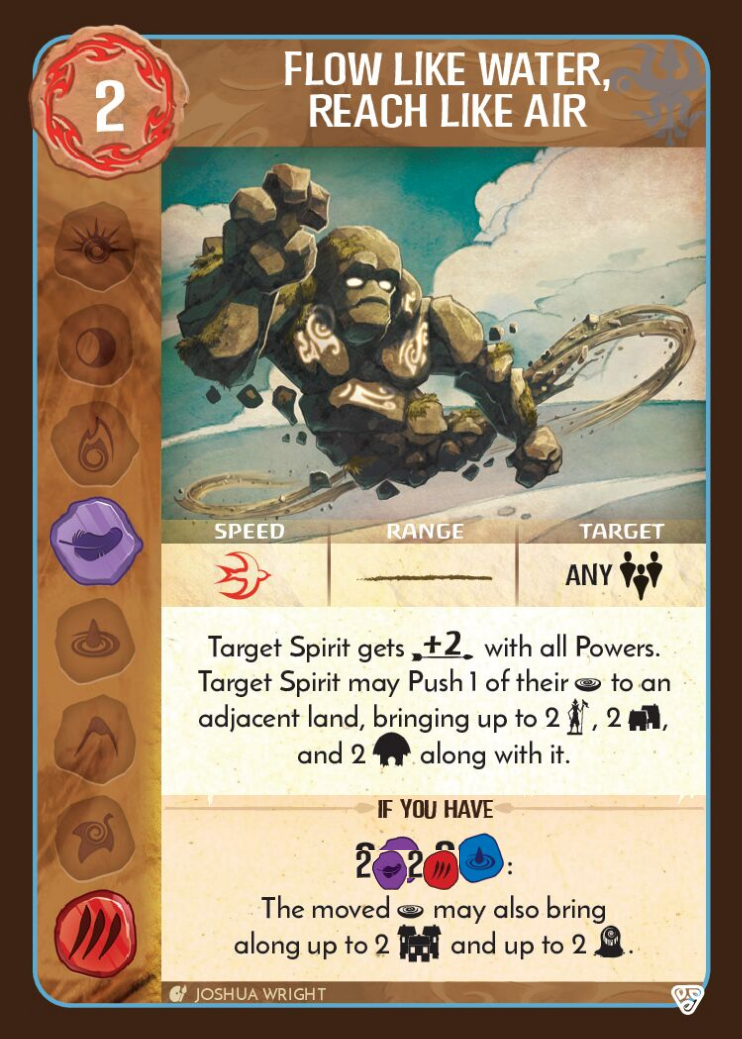 2
FLOW LIKE WATER,
REACH LIKE AIR
SPEED RANGE TARGET
ANY
Target Spirit gets +2 with all Powers.
Target Spirit may Push 1 of their to an
adjacent land, bringing up to 2 , 2 ,
and 2 along with it.
IF YOU HAVE
2 2 :
The moved may also bring
along up to 2 and up to 2 .
JOSHUA WRIGHT